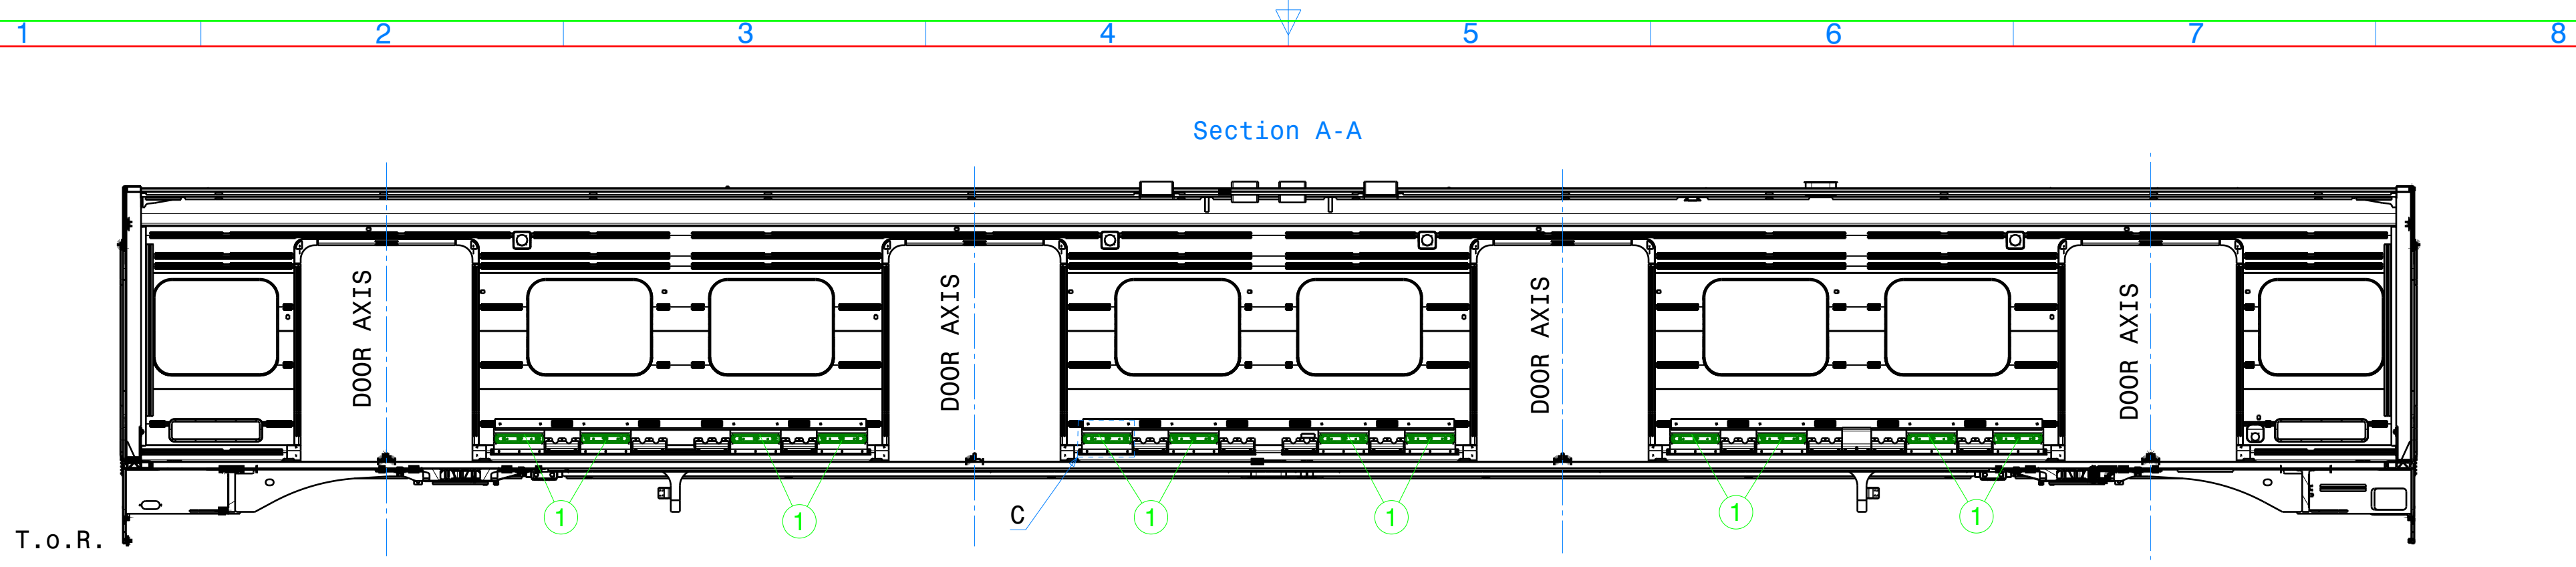 1 2 3 4 5 6 7 8
Section A-A
DOOR AXIS
DOOR AXIS
DOOR AXIS
DOOR AXIS
1 1 C 1 1 1 1
T.o.R.